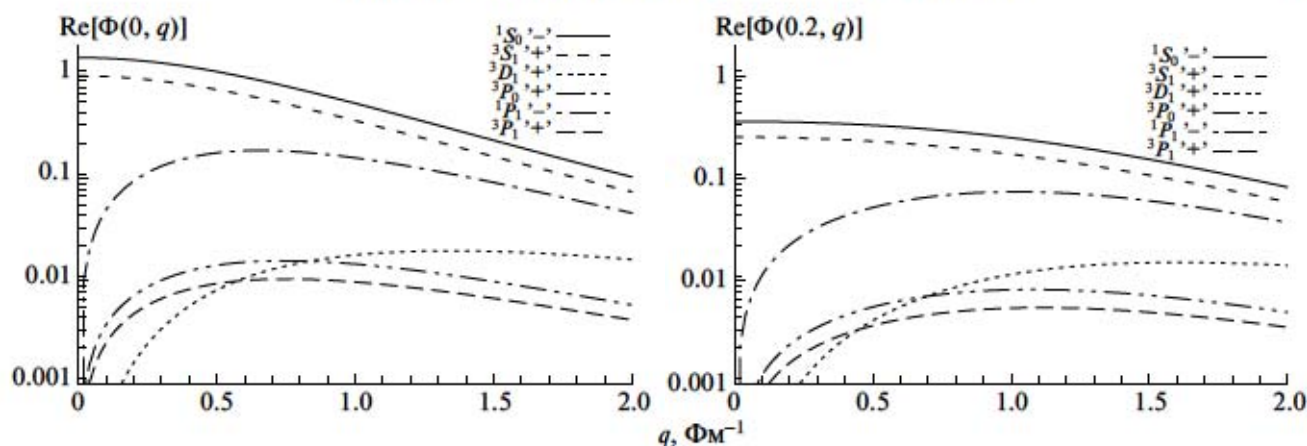 Re[Φ(0, q)]
¹S₀ '–'
³S₁ '+'
³D₁ '+'
³P₀ '+'
¹P₁ '–'
³P₁ '+'
1
0.1
0.01
0.001
0 0.5 1.0 1.5 2.0
Re[Φ(0.2, q)]
¹S₀ '–'
³S₁ '+'
³D₁ '+'
³P₀ '+'
¹P₁ '–'
³P₁ '+'
1
0.1
0.01
0.001
0 0.5 1.0 1.5 2.0
q, Фм⁻¹